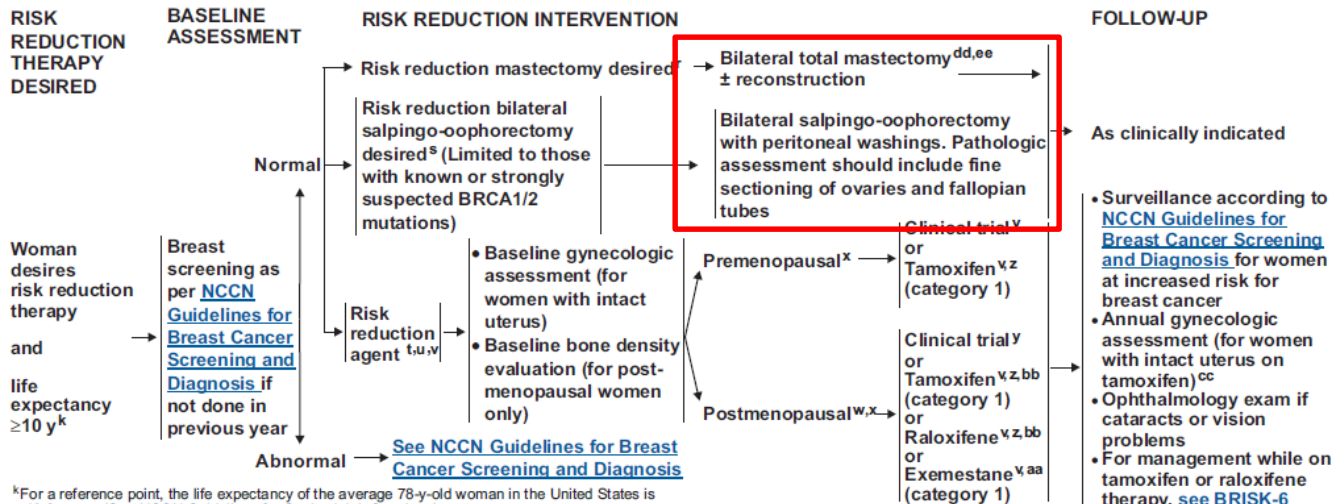 RISK
REDUCTION
THERAPY
DESIRED
BASELINE
ASSESSMENT
RISK REDUCTION INTERVENTION
FOLLOW-UP
Woman
desires
risk reduction
therapy
and
life
expectancy
≥10 y^k
Breast
screening as
per NCCN
Guidelines for
Breast Cancer
Screening and
Diagnosis if
not done in
previous year
Normal
Abnormal
Risk reduction mastectomy desired^r
Bilateral total mastectomy^dd,ee
± reconstruction
Risk reduction bilateral
salpingo-oophorectomy
desired^s (Limited to those
with known or strongly
suspected BRCA1/2
mutations)
Bilateral salpingo-oophorectomy
with peritoneal washings. Pathologic
assessment should include fine
sectioning of ovaries and fallopian
tubes
As clinically indicated
Risk
reduction
agent ^t,u,v
• Baseline gynecologic
assessment (for
women with intact
uterus)
• Baseline bone density
evaluation (for post-
menopausal women
only)
Premenopausal^x
Clinical trial^y
or
Tamoxifen^v,z
(category 1)
Postmenopausal^w,x
Clinical trial^y
or
Tamoxifen^v,z,bb
(category 1)
or
Raloxifene^v,z,bb
or
Exemestane^v,aa
(category 1)
• Surveillance according to
NCCN Guidelines for
Breast Cancer Screening
and Diagnosis for women
at increased risk for
breast cancer
• Annual gynecologic
assessment (for women
with intact uterus on
tamoxifen)^cc
• Ophthalmology exam if
cataracts or vision
problems
• For management while on
tamoxifen or raloxifene
therapy, see BRISK-6
See NCCN Guidelines for Breast
Cancer Screening and Diagnosis
^kFor a reference point, the life expectancy of the average 78-y-old woman in the United States is